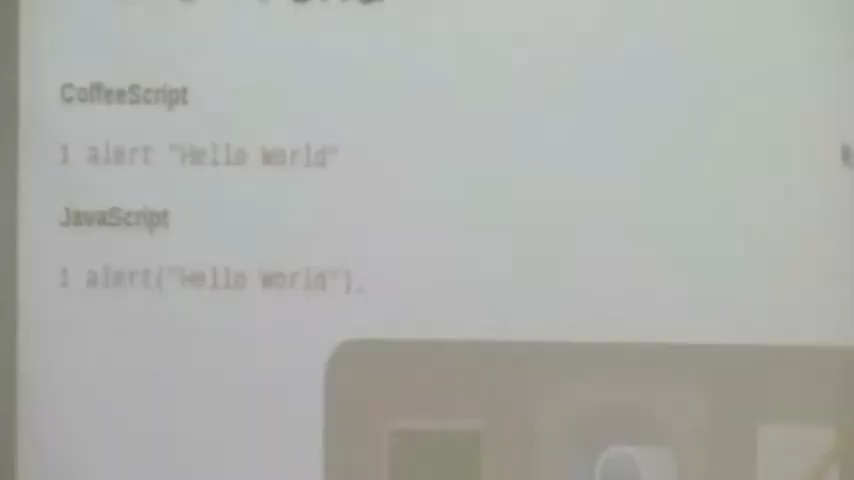 CoffeeScript
1 alert "Hello World"
JavaScript
1 alert("Hello World");